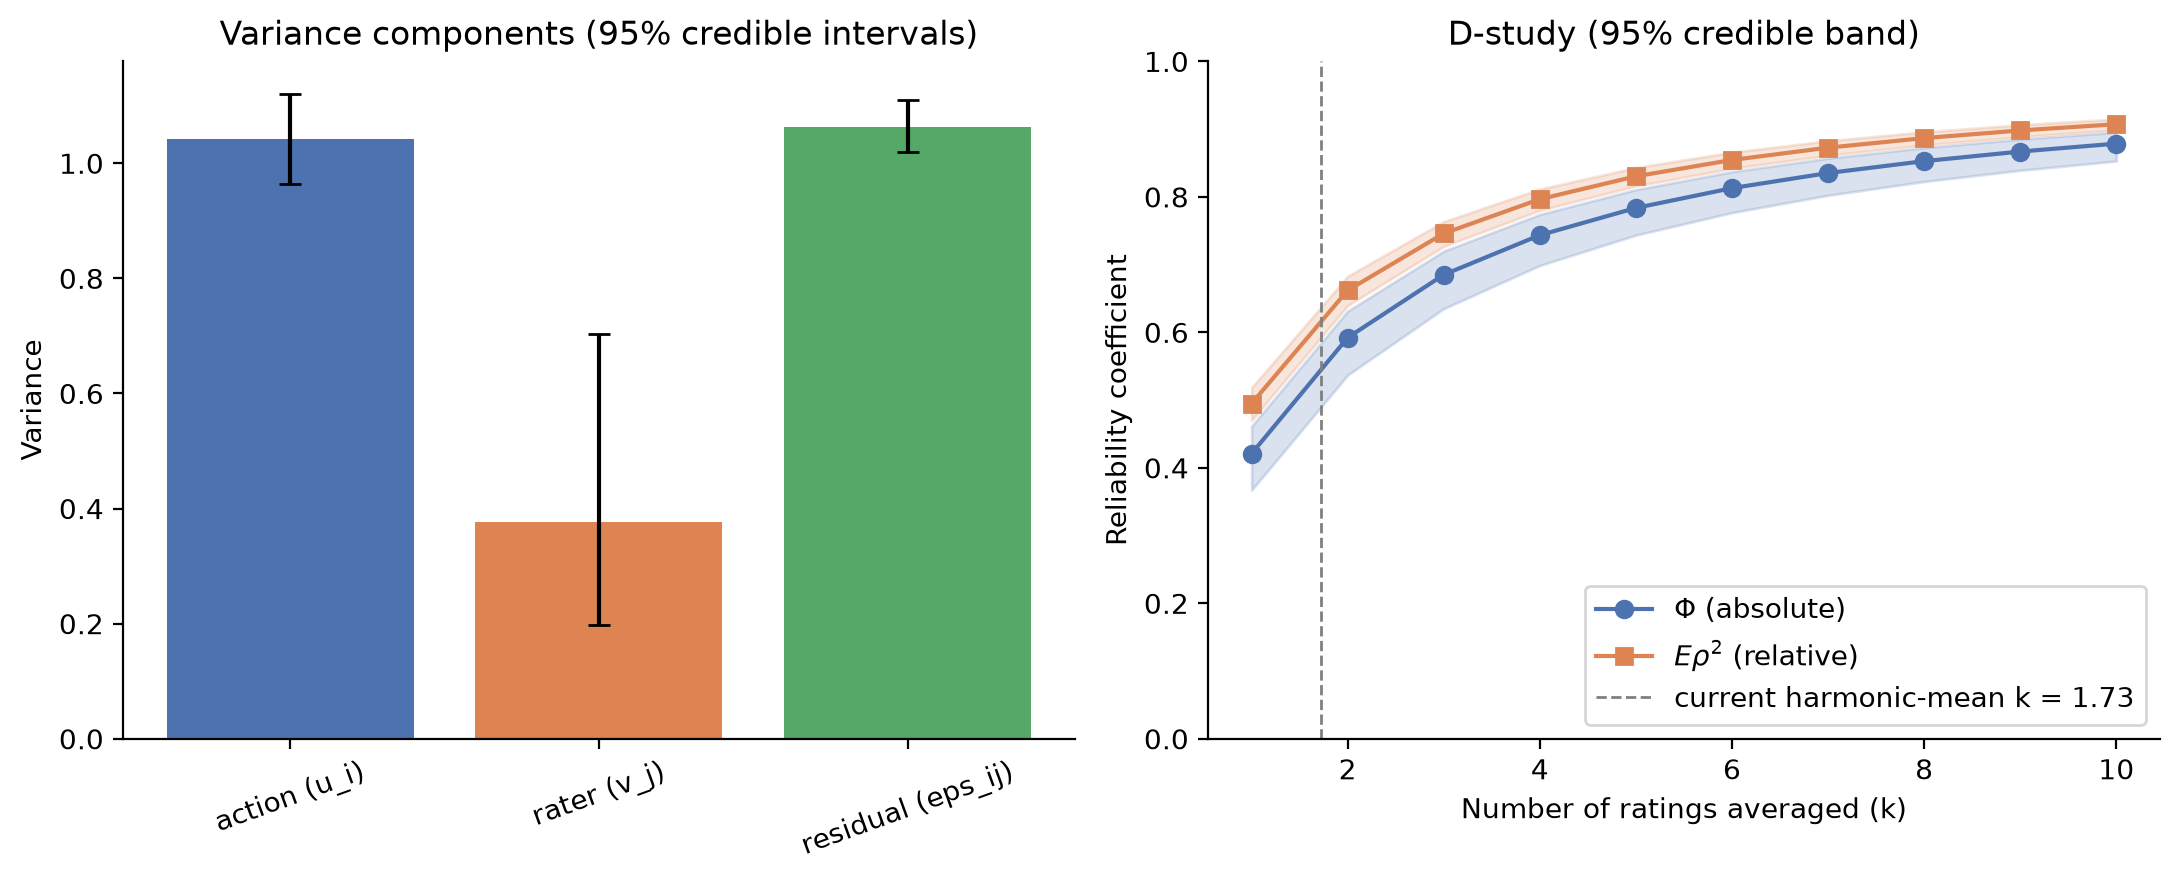 Variance components (95% credible intervals)
Variance
1.0
0.8
0.6
0.4
0.2
0.0
action (u_i)
rater (v_j)
residual (eps_ij)
D-study (95% credible band)
Reliability coefficient
1.0
0.8
0.6
0.4
0.2
0.0
2
4
6
8
10
Number of ratings averaged (k)
Φ (absolute)
Eρ² (relative)
current harmonic-mean k = 1.73